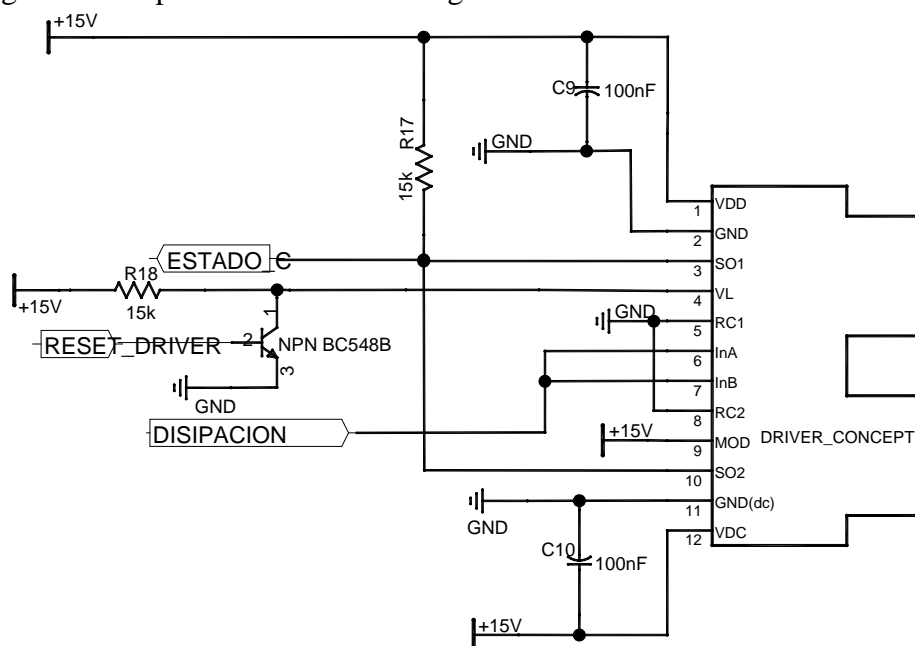 +15V
C9
100nF
R17
15k
GND
VDD
1
GND
2
ESTADO_C
SO1
3
R18
+15V
15k
VL
4
1
GND
RC1
5
RESET_DRIVER
2
NPN BC548B
InA
6
3
InB
7
GND
RC2
8
DISIPACION
+15V
MOD
9
DRIVER_CONCEPT
SO2
10
GND(dc)
11
GND
VDC
12
C10
100nF
+15V